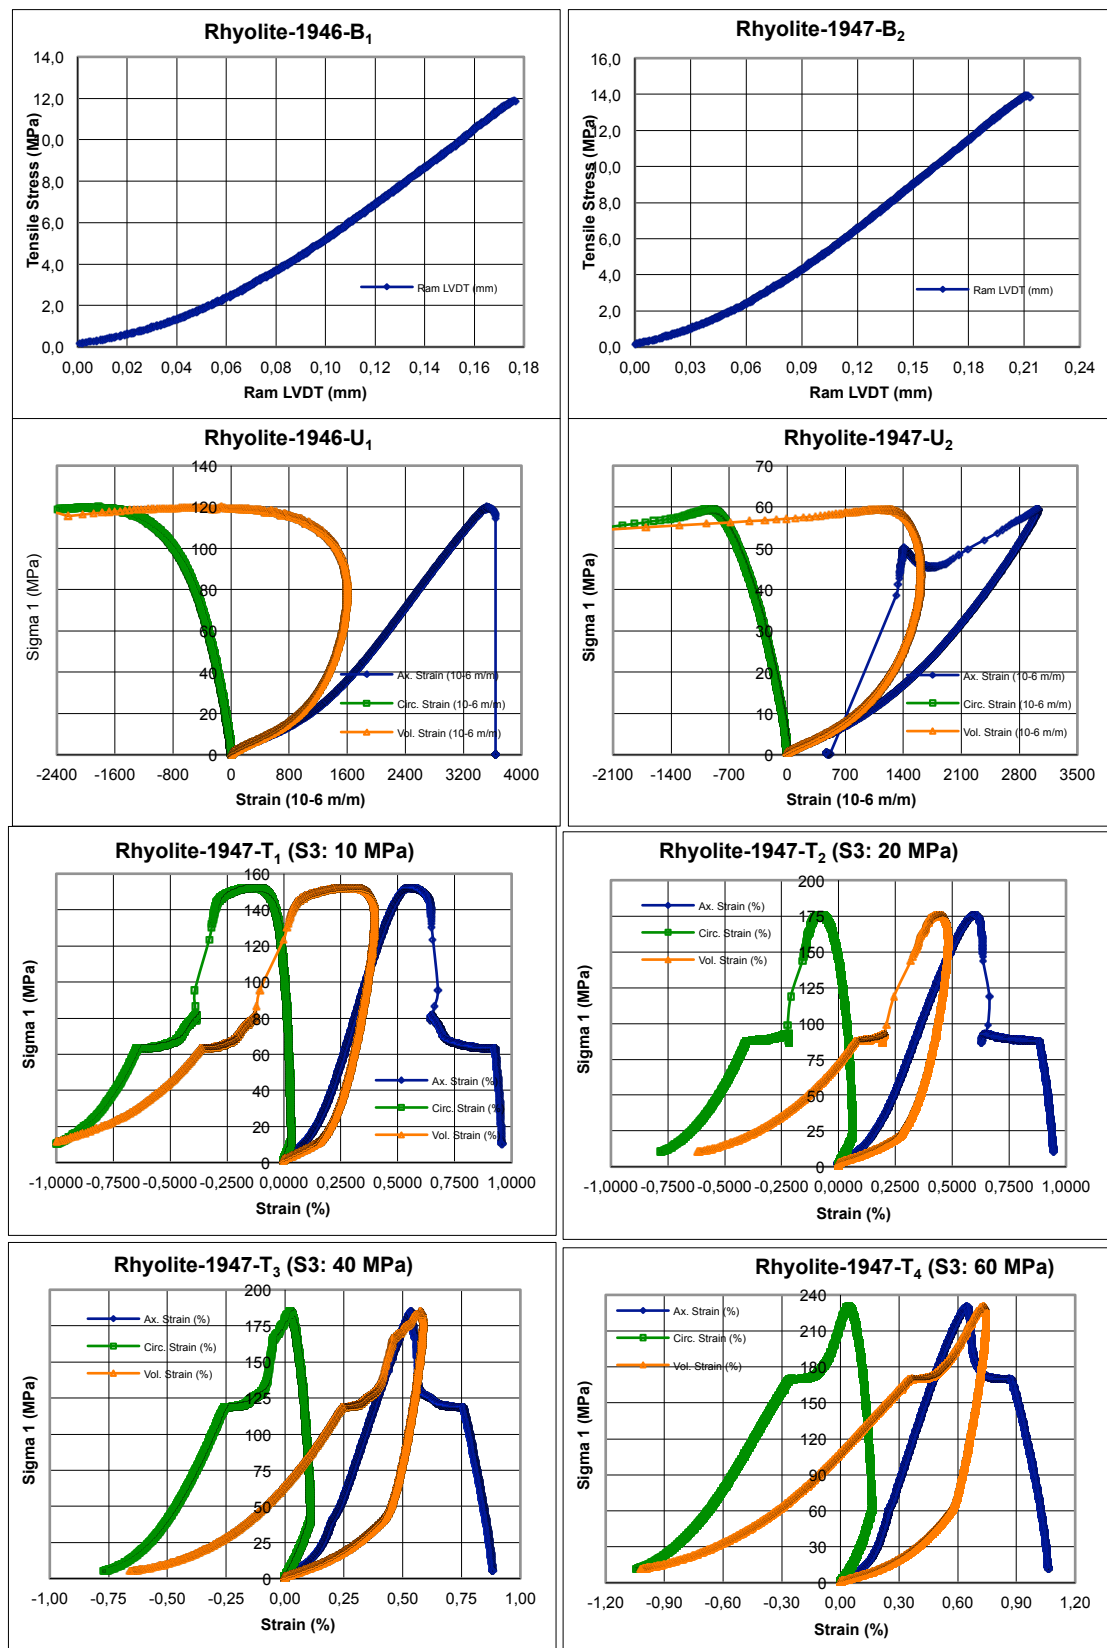 Rhyolite-1946-B1
14,0
12,0
10,0
8,0
6,0
4,0
2,0
0,0
Tensile Stress (MPa)
Ram LVDT (mm)
0,00 0,02 0,04 0,06 0,08 0,10 0,12 0,14 0,16 0,18
Ram LVDT (mm)
Rhyolite-1947-B2
16,0
14,0
12,0
10,0
8,0
6,0
4,0
2,0
0,0
Tensile Stress (MPa)
Ram LVDT (mm)
0,00 0,03 0,06 0,09 0,12 0,15 0,18 0,21 0,24
Ram LVDT (mm)
Rhyolite-1946-U1
140
120
100
80
60
40
20
0
Sigma 1 (MPa)
Ax. Strain (10-6 m/m)
Circ. Strain (10-6 m/m)
Vol. Strain (10-6 m/m)
-2400 -1600 -800 0 800 1600 2400 3200 4000
Strain (10-6 m/m)
Rhyolite-1947-U2
70
60
50
40
30
20
10
0
Sigma 1 (MPa)
Ax. Strain (10-6 m/m)
Circ. Strain (10-6 m/m)
Vol. Strain (10-6 m/m)
-2100 -1400 -700 0 700 1400 2100 2800 3500
Strain (10-6 m/m)
Rhyolite-1947-T1 (S3: 10 MPa)
160
140
120
100
80
60
40
20
0
Sigma 1 (MPa)
Ax. Strain (%)
Circ. Strain (%)
Vol. Strain (%)
-1,0000 -0,7500 -0,5000 -0,2500 0,0000 0,2500 0,5000 0,7500 1,0000
Strain (%)
Rhyolite-1947-T2 (S3: 20 MPa)
200
175
150
125
100
75
50
25
0
Sigma 1 (MPa)
Ax. Strain (%)
Circ. Strain (%)
Vol. Strain (%)
-1,0000 -0,7500 -0,5000 -0,2500 0,0000 0,2500 0,5000 0,7500 1,0000
Strain (%)
Rhyolite-1947-T3 (S3: 40 MPa)
200
175
150
125
100
75
50
25
0
Sigma 1 (MPa)
Ax. Strain (%)
Circ. Strain (%)
Vol. Strain (%)
-1,00 -0,75 -0,50 -0,25 0,00 0,25 0,50 0,75 1,00
Strain (%)
Rhyolite-1947-T4 (S3: 60 MPa)
240
210
180
150
120
90
60
30
0
Sigma 1 (MPa)
Ax. Strain (%)
Circ. Strain (%)
Vol. Strain (%)
-1,20 -0,90 -0,60 -0,30 0,00 0,30 0,60 0,90 1,20
Strain (%)